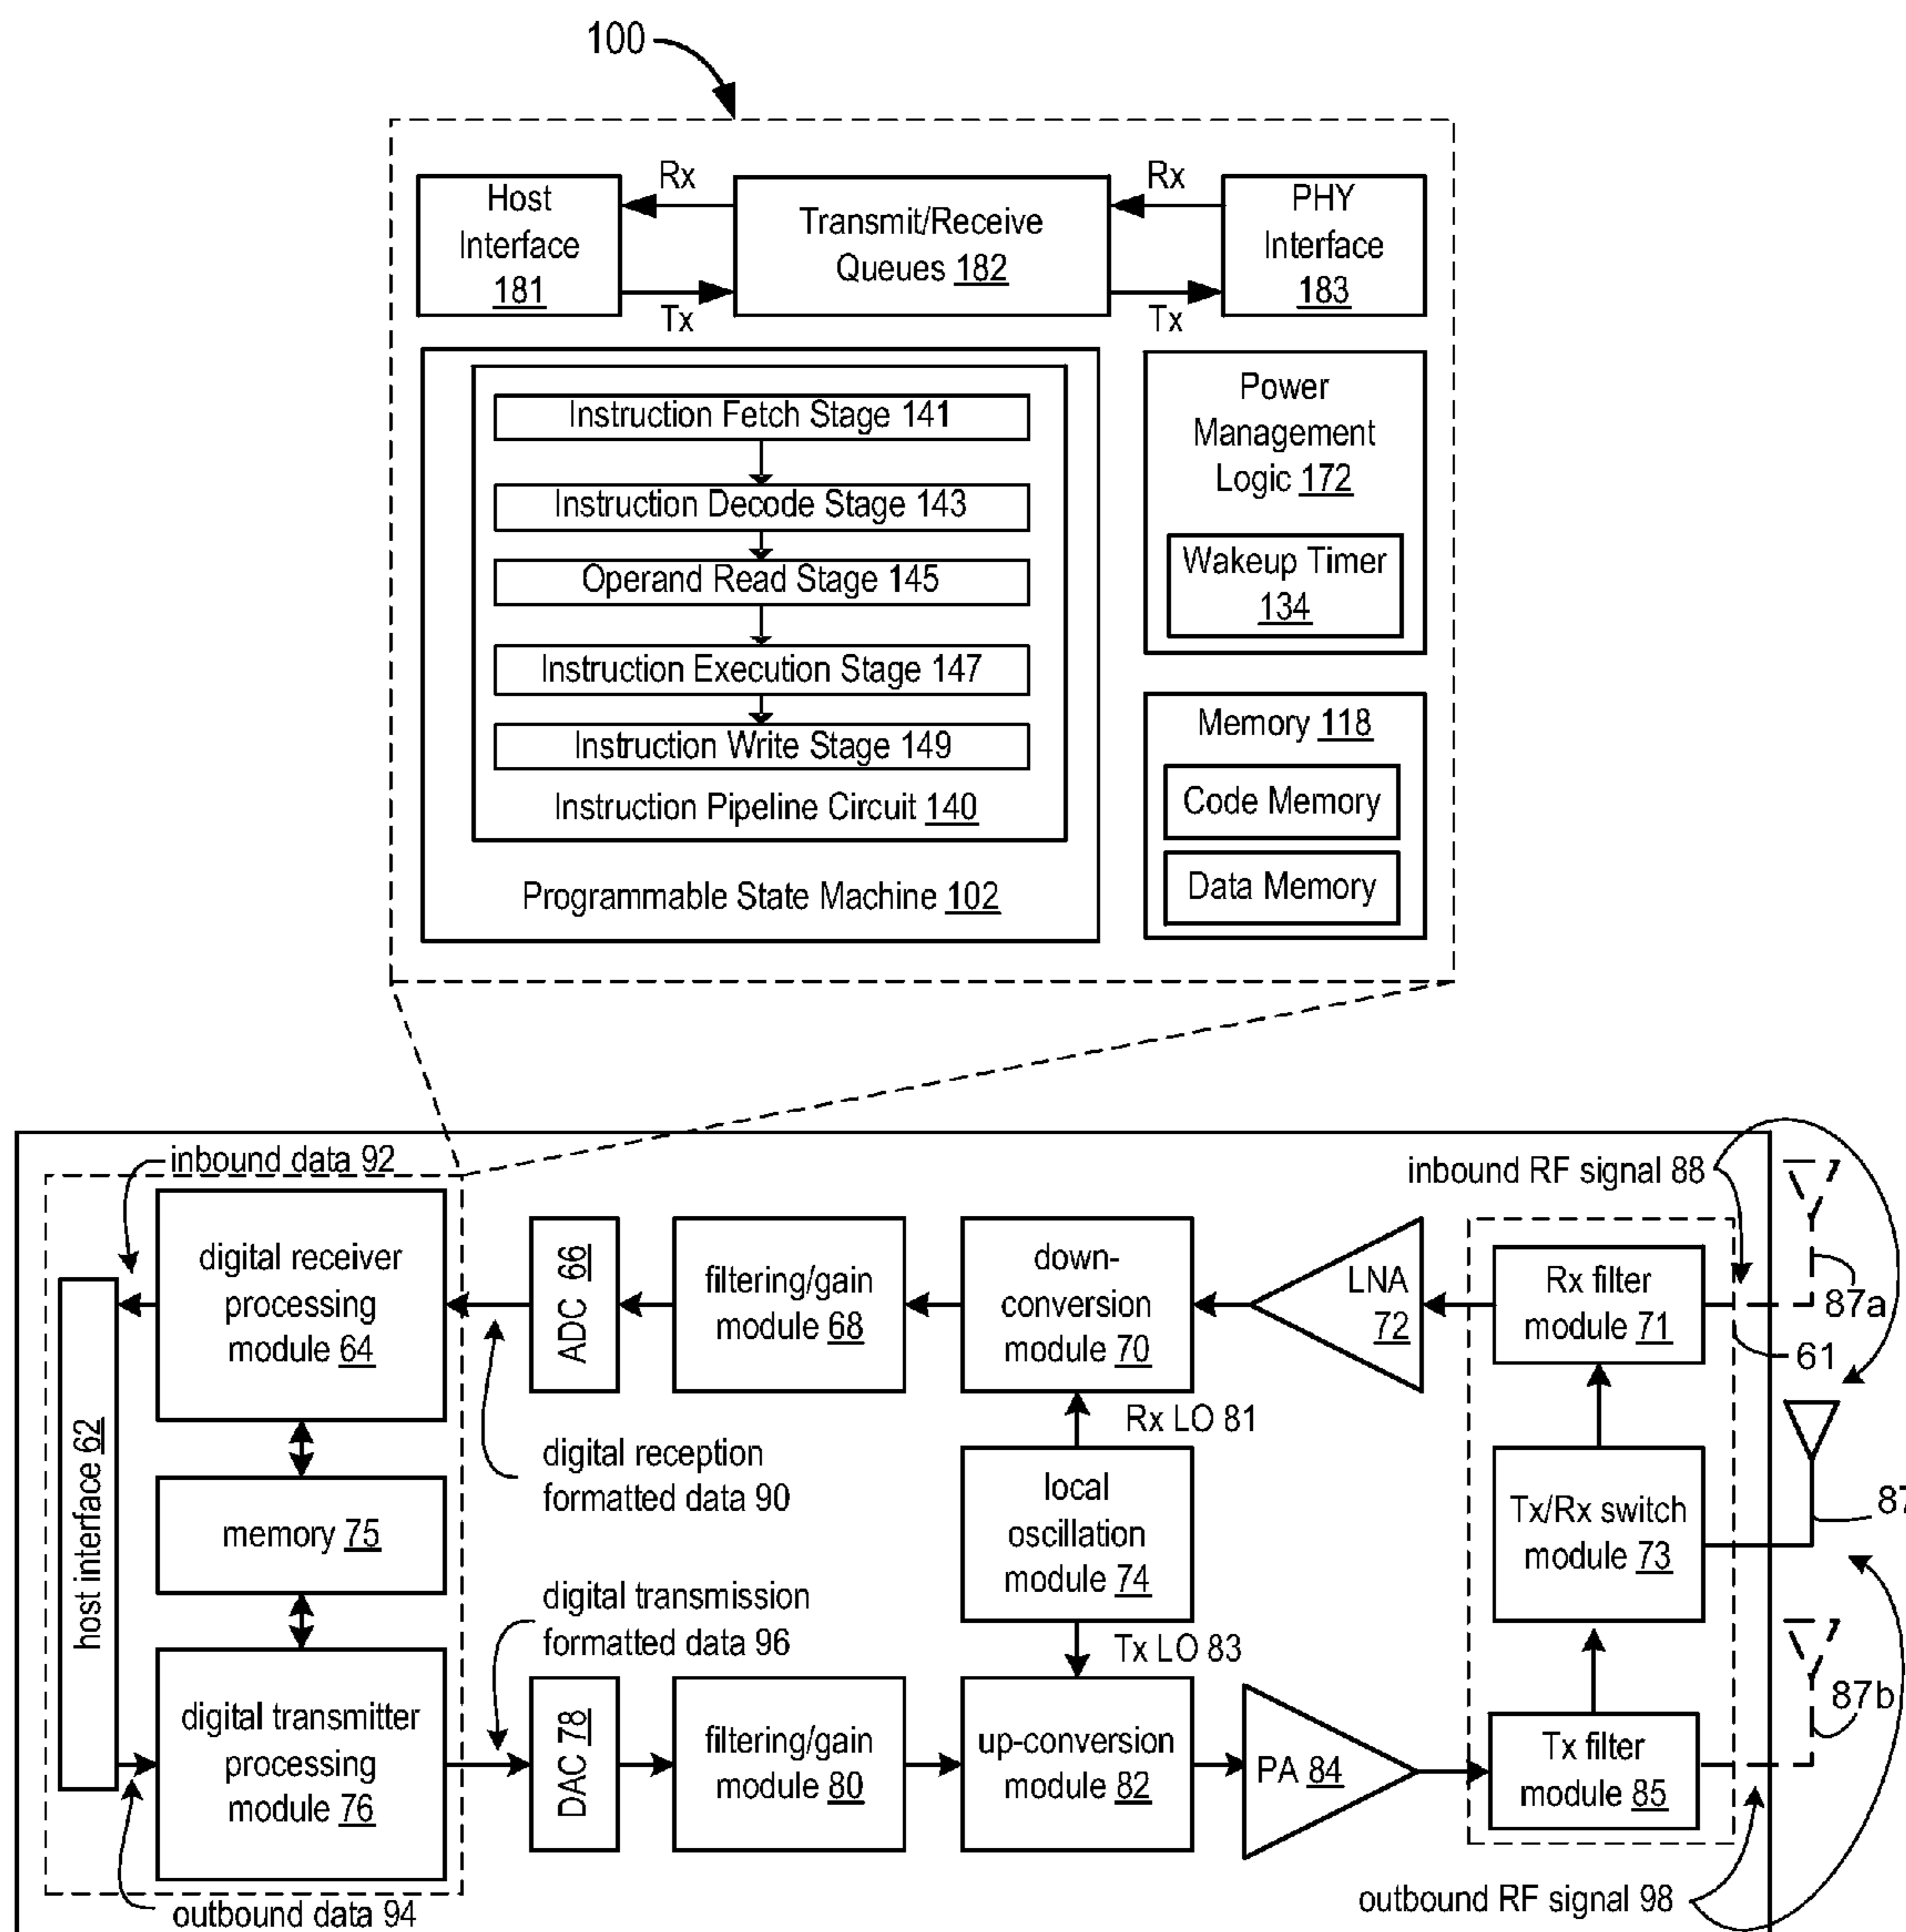 100
Host
Interface
181
Rx
Tx
Transmit/Receive
Queues 182
Rx
Tx
PHY
Interface
183
Instruction Fetch Stage 141
Instruction Decode Stage 143
Operand Read Stage 145
Instruction Execution Stage 147
Instruction Write Stage 149
Instruction Pipeline Circuit 140
Programmable State Machine 102
Power
Management
Logic 172
Wakeup Timer
134
Memory 118
Code Memory
Data Memory
inbound data 92
digital receiver
processing
module 64
host interface 62
memory 75
digital transmitter
processing
module 76
outbound data 94
ADC 66
filtering/gain
module 68
down-
conversion
module 70
LNA
72
inbound RF signal 88
Rx filter
module 71
87a
61
digital reception
formatted data 90
Rx LO 81
local
oscillation
module 74
Tx/Rx switch
module 73
87
digital transmission
formatted data 96
Tx LO 83
DAC 78
filtering/gain
module 80
up-conversion
module 82
PA 84
Tx filter
module 85
87b
outbound RF signal 98